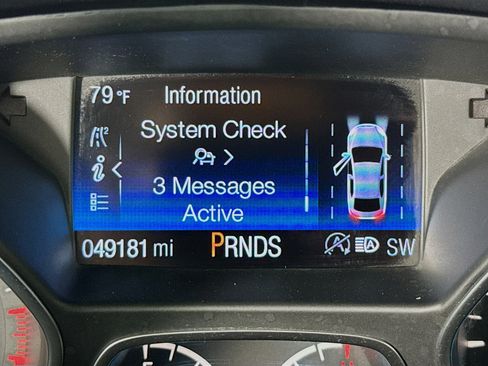 79 °F Information
System Check
3 Messages
Active
049181 mi PRNDS A A SW